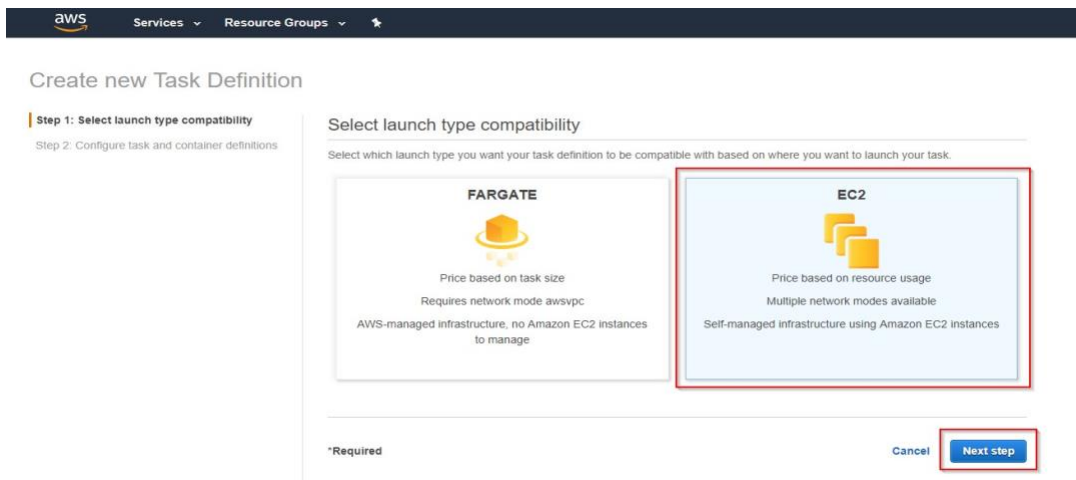 aws Services Resource Groups
Create new Task Definition
Step 1: Select launch type compatibility
Step 2: Configure task and container definitions
Select launch type compatibility
Select which launch type you want your task definition to be compatible with based on where you want to launch your task.
FARGATE
Price based on task size
Requires network mode awsvpc
AWS-managed infrastructure, no Amazon EC2 instances
to manage
EC2
Price based on resource usage
Multiple network modes available
Self-managed infrastructure using Amazon EC2 instances
*Required
Cancel Next step